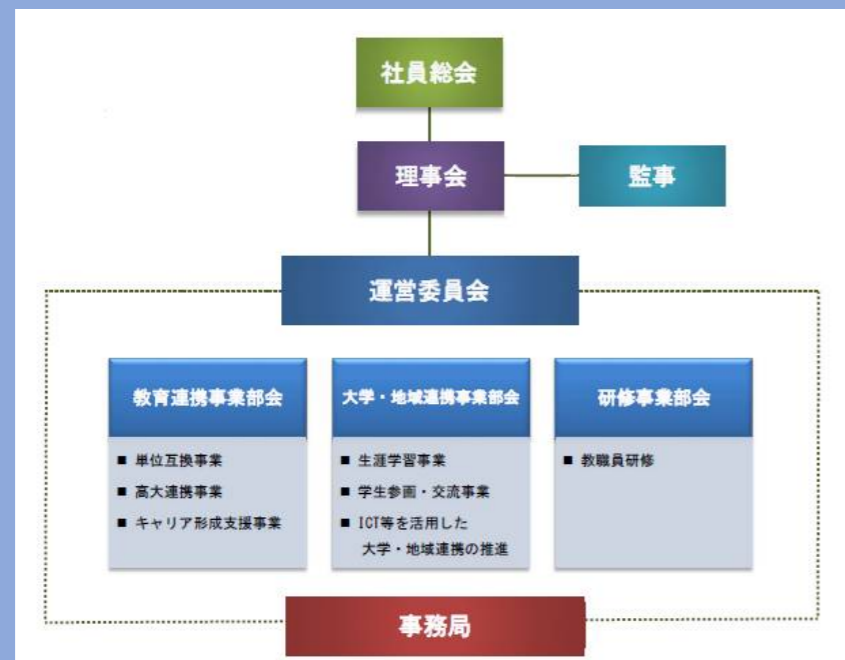 社員総会
理事会
監事
運営委員会
教育連携事業部会
■ 単位互換事業
■ 高大連携事業
■ キャリア形成支援事業
大学・地域連携事業部会
■ 生涯学習事業
■ 学生参画・交流事業
■ ICT等を活用した
大学・地域連携の推進
研修事業部会
■ 教職員研修
事務局